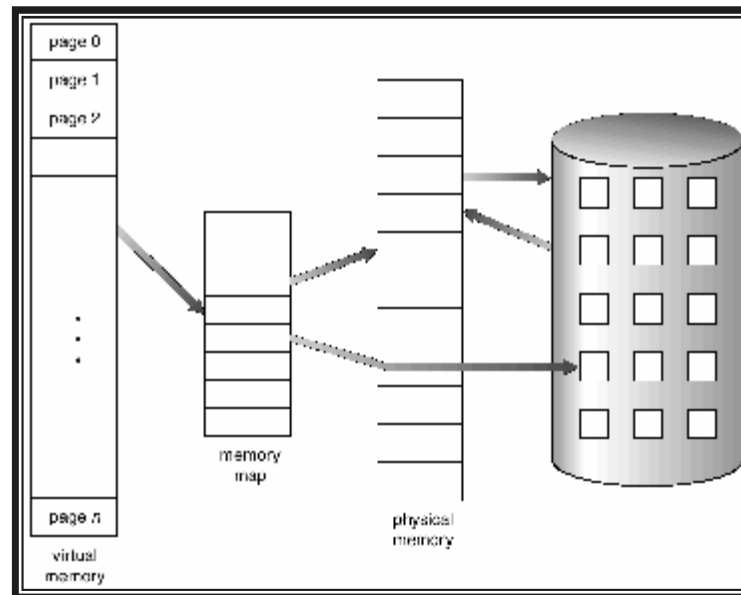 page 0
page 1
page 2
page n
virtual
memory
memory
map
physical
memory